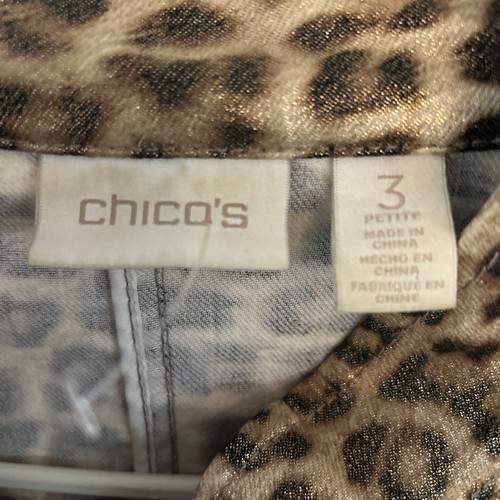 chico's
3
PETITE
MADE IN
CHINA
HECHO EN
CHINA
FABRIQUE EN
CHINE